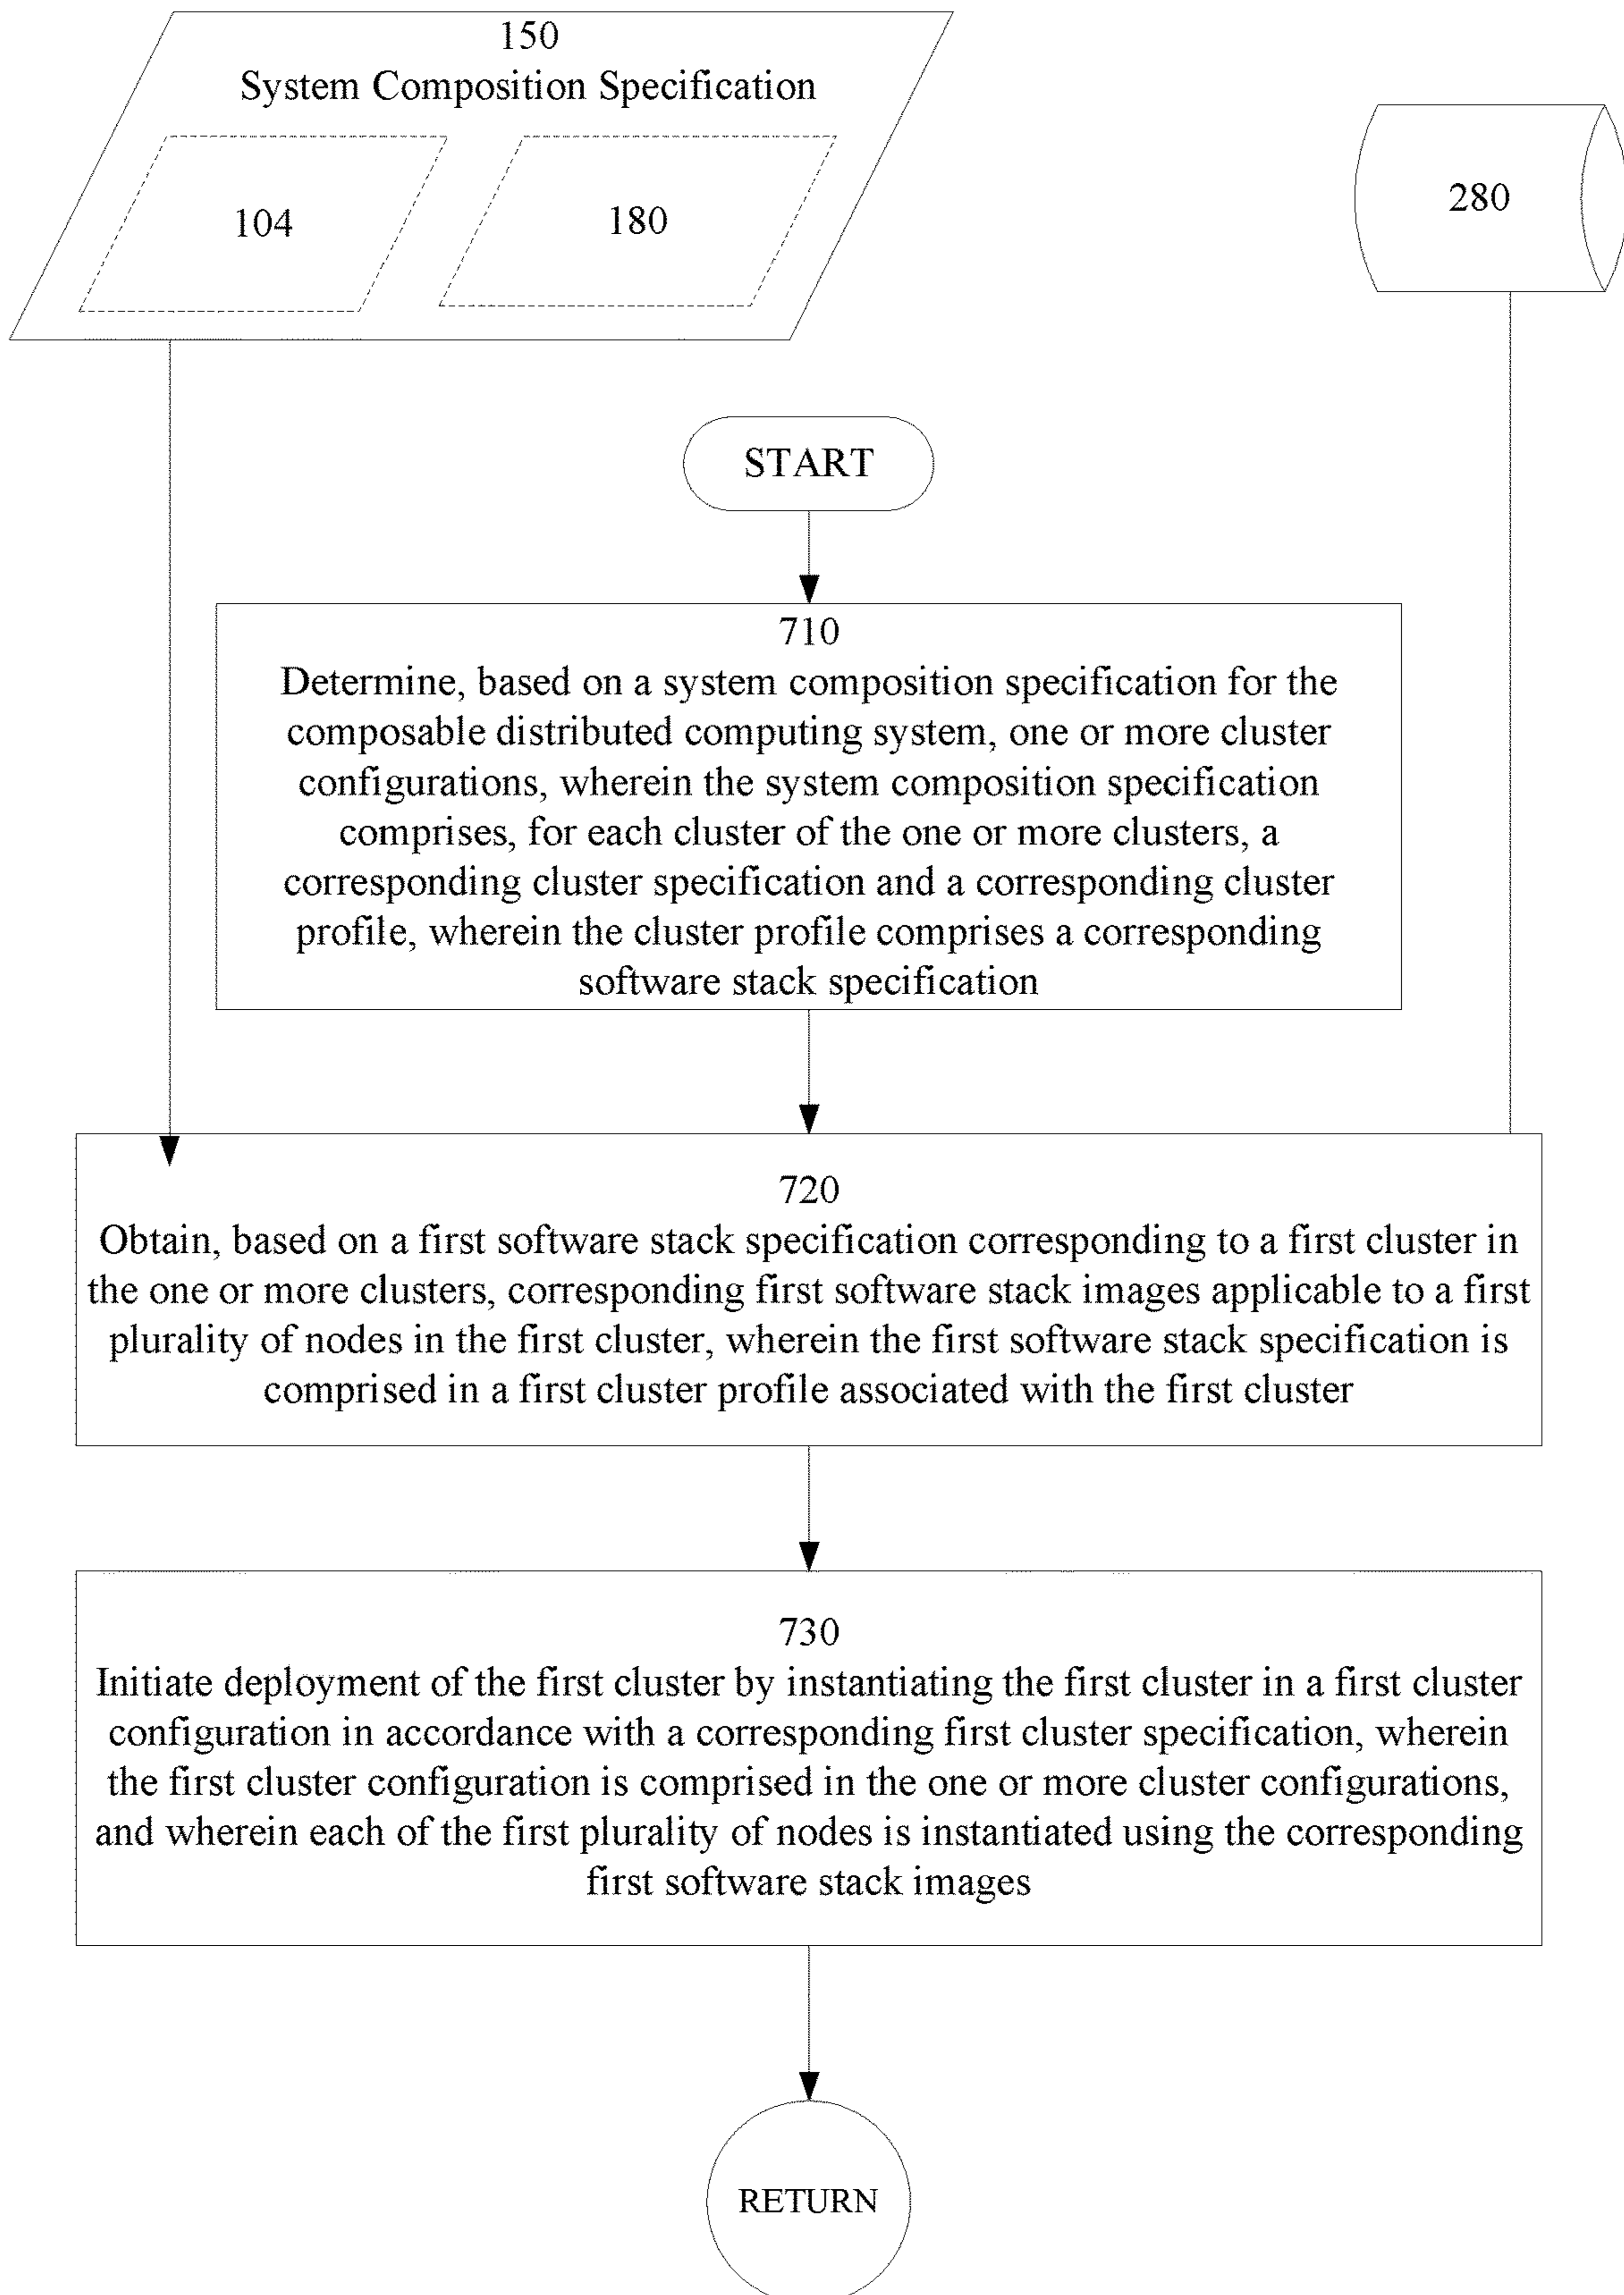 150
System Composition Specification
104
180
280
START
710
Determine, based on a system composition specification for the
composable distributed computing system, one or more cluster
configurations, wherein the system composition specification
comprises, for each cluster of the one or more clusters, a
corresponding cluster specification and a corresponding cluster
profile, wherein the cluster profile comprises a corresponding
software stack specification
720
Obtain, based on a first software stack specification corresponding to a first cluster in
the one or more clusters, corresponding first software stack images applicable to a first
plurality of nodes in the first cluster, wherein the first software stack specification is
comprised in a first cluster profile associated with the first cluster
730
Initiate deployment of the first cluster by instantiating the first cluster in a first cluster
configuration in accordance with a corresponding first cluster specification, wherein
the first cluster configuration is comprised in the one or more cluster configurations,
and wherein each of the first plurality of nodes is instantiated using the corresponding
first software stack images
RETURN